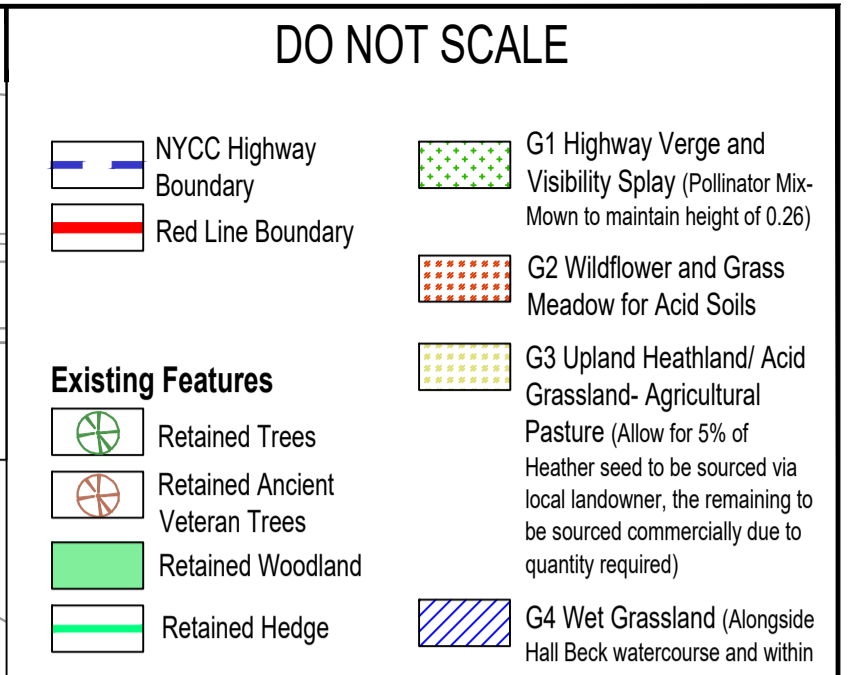 DO NOT SCALE
NYCC Highway
Boundary
Red Line Boundary
Existing Features
Retained Trees
Retained Ancient
Veteran Trees
Retained Woodland
Retained Hedge
G1 Highway Verge and
Visibility Splay (Pollinator Mix-
Mown to maintain height of 0.26)
G2 Wildflower and Grass
Meadow for Acid Soils
G3 Upland Heathland/ Acid
Grassland- Agricultural
Pasture (Allow for 5% of
Heather seed to be sourced via
local landowner, the remaining to
be sourced commercially due to
quantity required)
G4 Wet Grassland (Alongside
Hall Beck watercourse and within